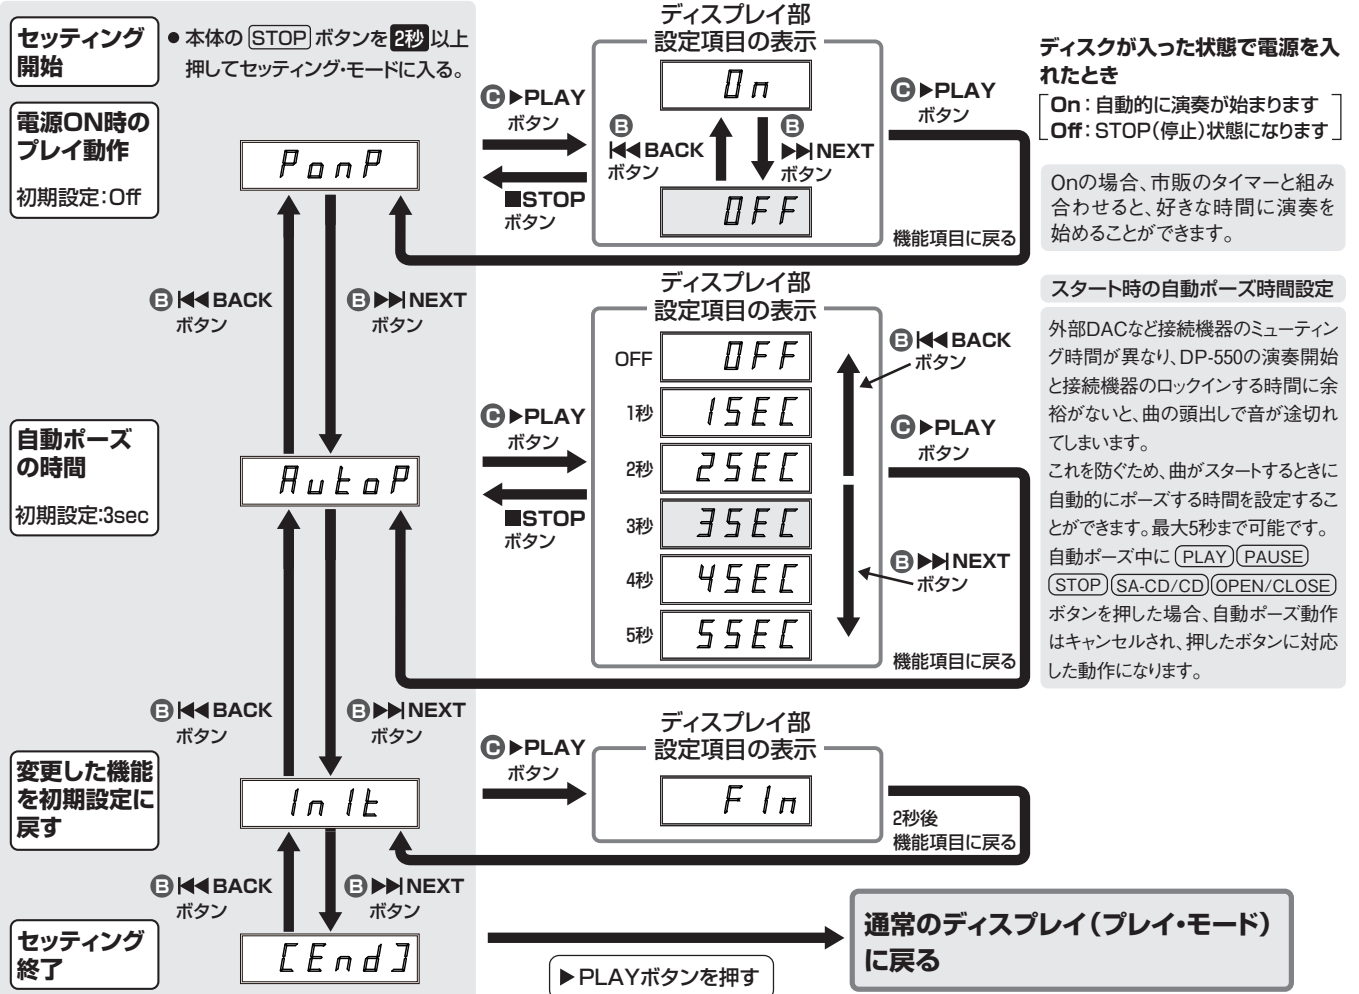 セッティング
開始
● 本体の STOP ボタンを 2秒 以上
押してセッティング・モードに入る。
電源ON時の
プレイ動作
初期設定：Off
PonP
C ▶PLAY
ボタン
■STOP
ボタン
ディスプレイ部
設定項目の表示
On
B
⏮BACK
ボタン
B
⏭NEXT
ボタン
OFF
C ▶PLAY
ボタン
機能項目に戻る
ディスクが入った状態で電源を入
れたとき
On：自動的に演奏が始まります
Off：STOP（停止）状態になります
Onの場合、市販のタイマーと組み
合わせると、好きな時間に演奏を
始めることができます。
B ⏮BACK
ボタン
B ⏭NEXT
ボタン
自動ポーズ
の時間
初期設定:3sec
AutoP
C ▶PLAY
ボタン
■STOP
ボタン
ディスプレイ部
設定項目の表示
OFF OFF
1秒 1SEC
2秒 2SEC
3秒 3SEC
4秒 4SEC
5秒 5SEC
B ⏮BACK
ボタン
C ▶PLAY
ボタン
B ⏭NEXT
ボタン
機能項目に戻る
スタート時の自動ポーズ時間設定
外部DACなど接続機器のミューティン
グ時間が異なり、DP-550の演奏開始
と接続機器のロックインする時間に余
裕がないと、曲の頭出しで音が途切れ
てしまいます。
これを防ぐため、曲がスタートするときに
自動的にポーズする時間を設定するこ
とができます。最大5秒まで可能です。
自動ポーズ中に PLAY PAUSE
STOP SA-CD/CD OPEN/CLOSE
ボタンを押した場合、自動ポーズ動作
はキャンセルされ、押したボタンに対応
した動作になります。
B ⏮BACK
ボタン
B ⏭NEXT
ボタン
変更した機能
を初期設定に
戻す
InIt
C ▶PLAY
ボタン
ディスプレイ部
設定項目の表示
FIn
2秒後
機能項目に戻る
B ⏮BACK
ボタン
B ⏭NEXT
ボタン
セッティング
終了
[End]
▶PLAYボタンを押す
通常のディスプレイ（プレイ・モード）
に戻る